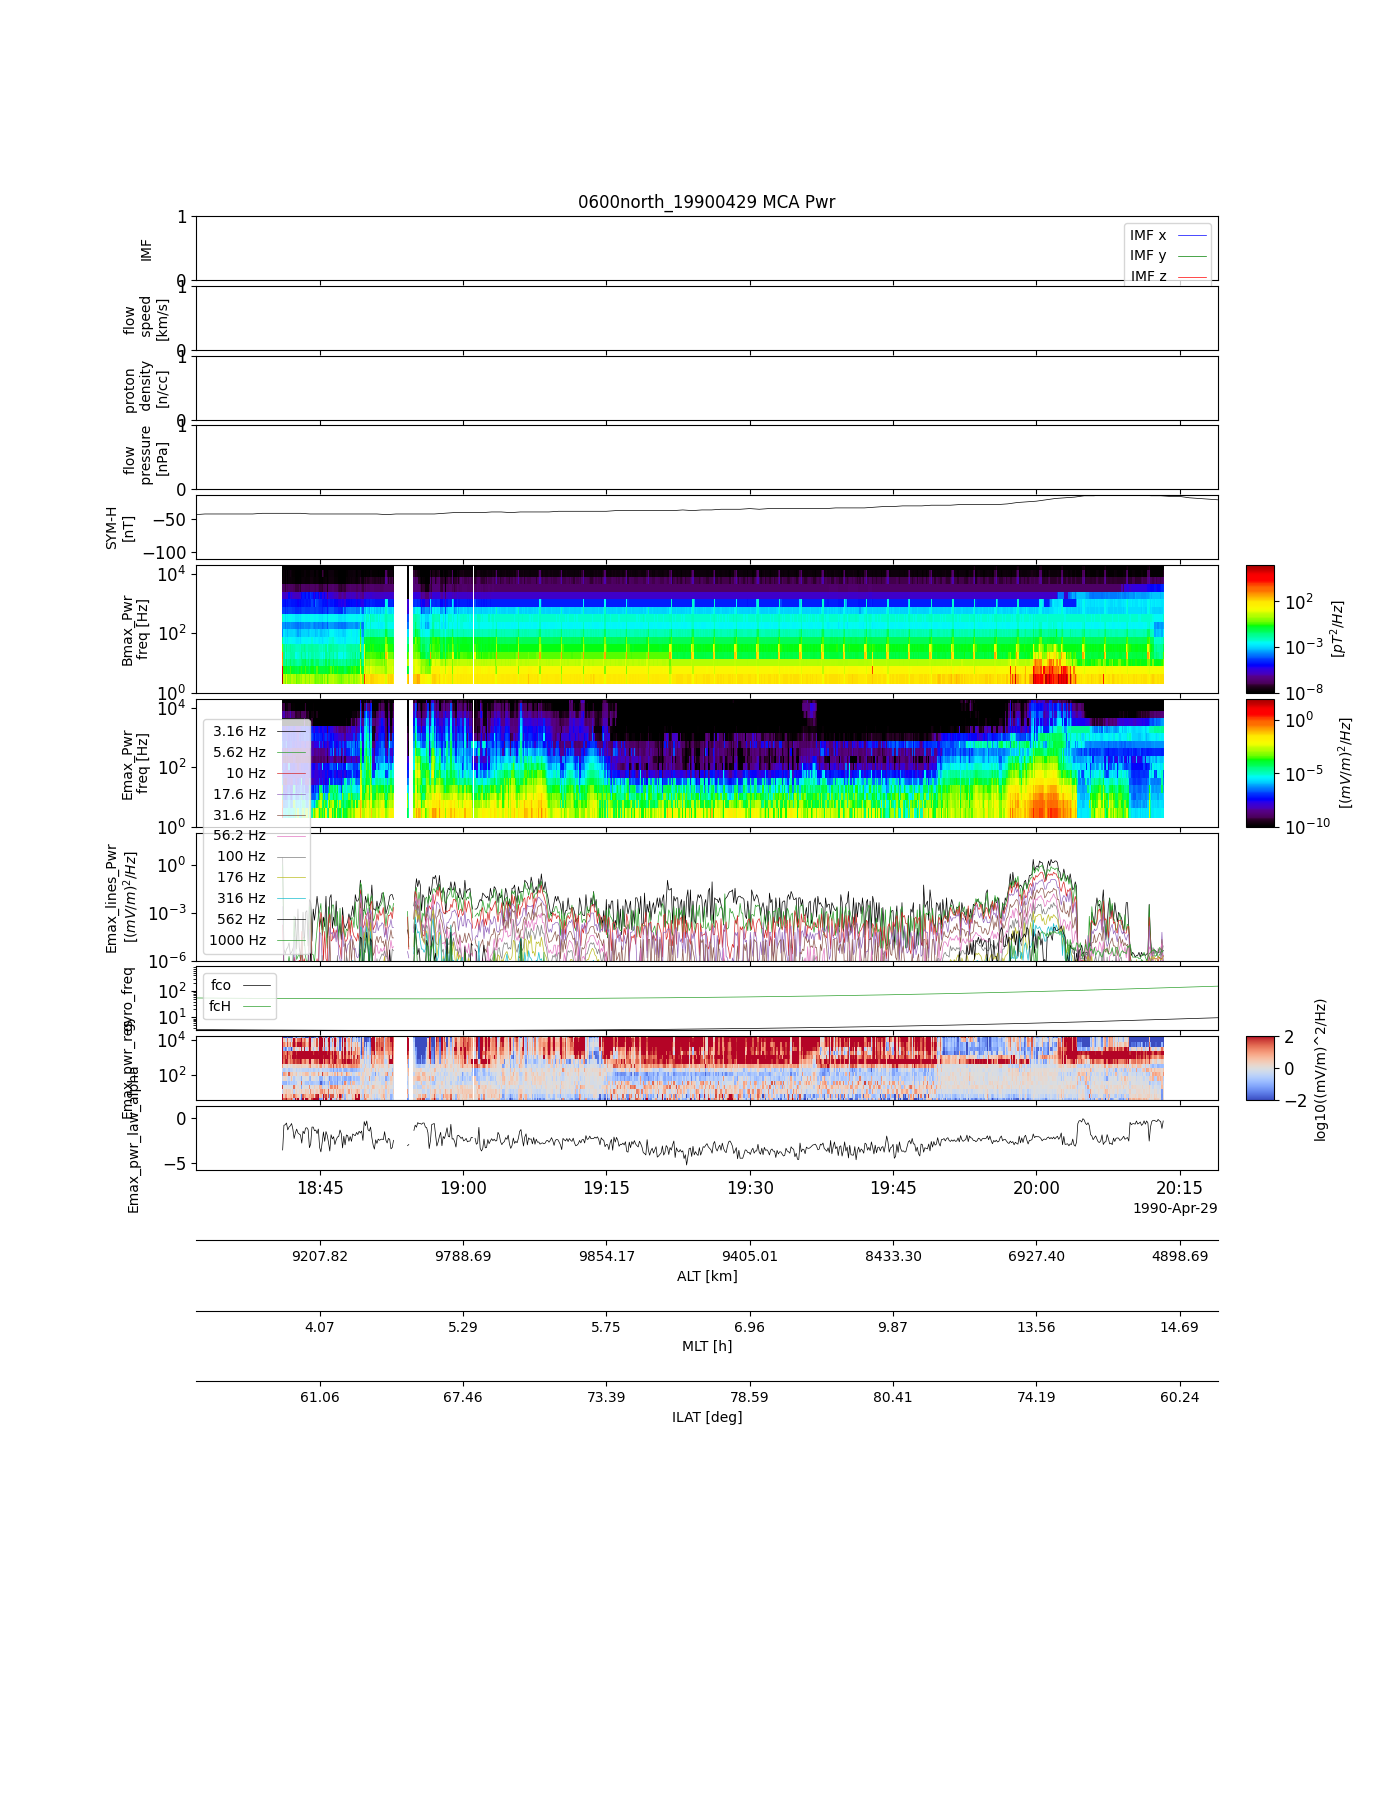 0600north_19900429 MCA Pwr
1
0
IMF
IMF x
IMF y
IMF z
1
0
flow
speed
[km/s]
1
0
proton
density
[n/cc]
1
0
flow
pressure
[nPa]
−50
−100
SYM-H
[nT]
10^4
10^2
10^0
Bmax_Pwr
freq [Hz]
10^2
10^−3
10^−8
[pT^2/Hz]
10^4
10^2
10^0
Emax_Pwr
freq [Hz]
10^0
10^−5
10^−10
[(mV/m)^2/Hz]
3.16 Hz
5.62 Hz
10 Hz
17.6 Hz
31.6 Hz
56.2 Hz
100 Hz
176 Hz
316 Hz
562 Hz
1000 Hz
10^0
10^−3
10^−6
Emax_lines_Pwr
[(mV/m)^2/Hz]
10^2
10^1
gyro_freq
fco
fcH
10^4
10^2
Emax_pwr_reg
2
0
−2
log10((mV/m)^2/Hz)
0
−5
Emax_pwr_law_alpha
18:45 19:00 19:15 19:30 19:45 20:00 20:15
1990-Apr-29
9207.82 9788.69 9854.17 9405.01 8433.30 6927.40 4898.69
ALT [km]
4.07 5.29 5.75 6.96 9.87 13.56 14.69
MLT [h]
61.06 67.46 73.39 78.59 80.41 74.19 60.24
ILAT [deg]